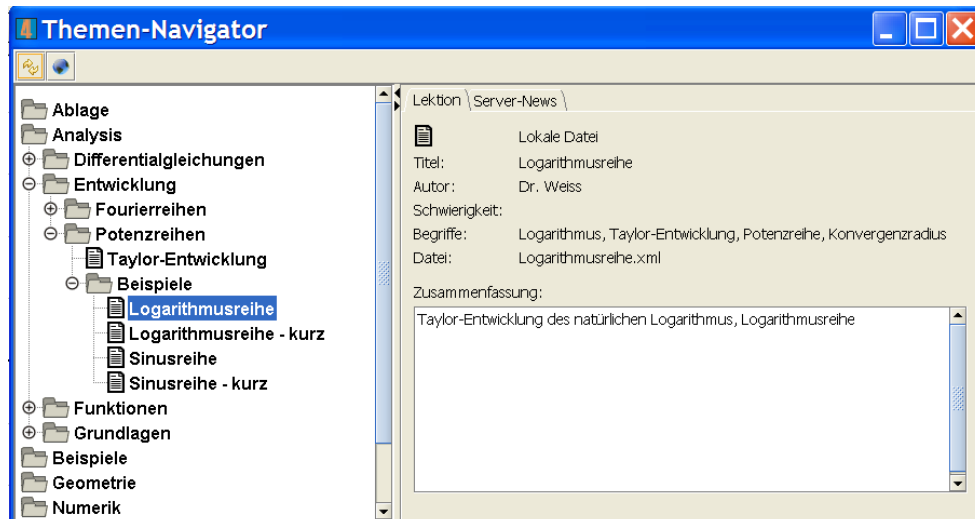 Themen-Navigator
Ablage
Analysis
Differentialgleichungen
Entwicklung
Fourierreihen
Potenzreihen
Taylor-Entwicklung
Beispiele
Logarithmusreihe
Logarithmusreihe - kurz
Sinusreihe
Sinusreihe - kurz
Funktionen
Grundlagen
Beispiele
Geometrie
Numerik
Lektion Server-News
Lokale Datei
Titel: Logarithmusreihe
Autor: Dr. Weiss
Schwierigkeit:
Begriffe: Logarithmus, Taylor-Entwicklung, Potenzreihe, Konvergenzradius
Datei: Logarithmusreihe.xml
Zusammenfassung:
Taylor-Entwicklung des natürlichen Logarithmus, Logarithmusreihe